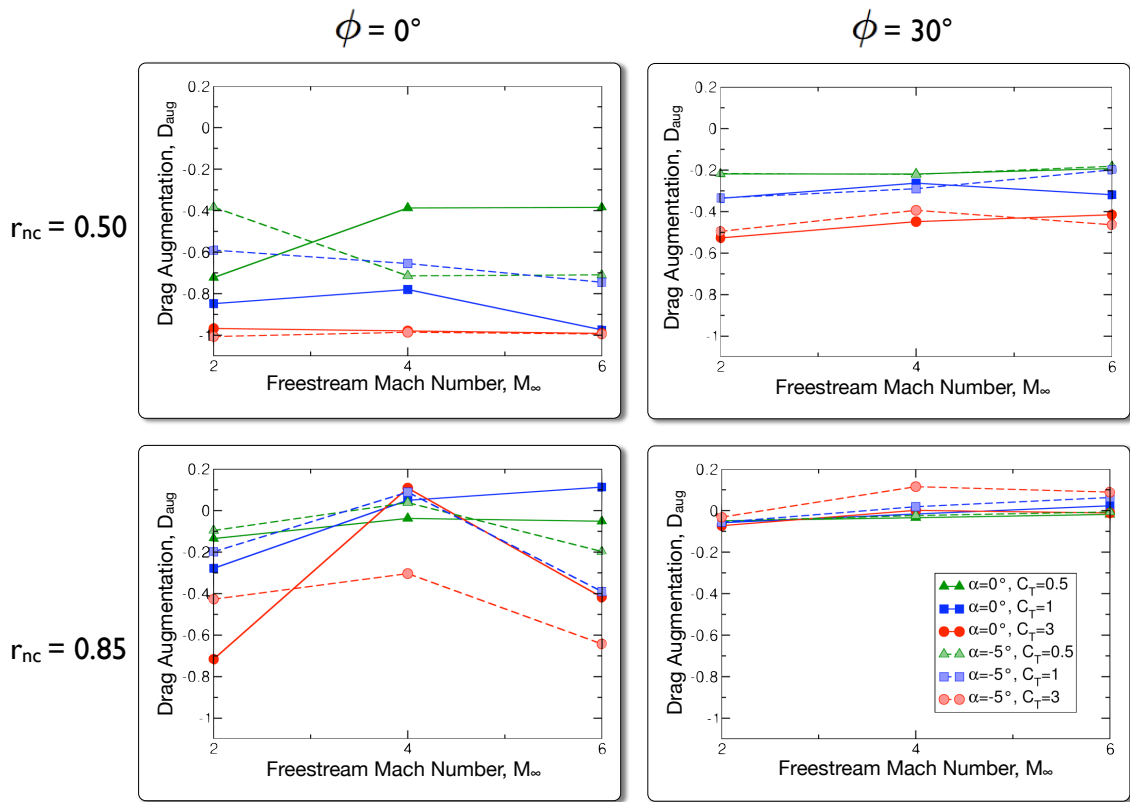 ϕ = 0°
ϕ = 30°
r_nc = 0.50
Drag Augmentation, D_aug
0.2
0
-0.2
-0.4
-0.6
-0.8
-1
2
4
6
Freestream Mach Number, M_∞
Drag Augmentation, D_aug
0.2
0
-0.2
-0.4
-0.6
-0.8
-1
2
4
6
Freestream Mach Number, M_∞
r_nc = 0.85
Drag Augmentation, D_aug
0.2
0
-0.2
-0.4
-0.6
-0.8
-1
2
4
6
Freestream Mach Number, M_∞
Drag Augmentation, D_aug
0.2
0
-0.2
-0.4
-0.6
-0.8
-1
2
4
6
Freestream Mach Number, M_∞
α=0°, C_T=0.5
α=0°, C_T=1
α=0°, C_T=3
α=-5°, C_T=0.5
α=-5°, C_T=1
α=-5°, C_T=3